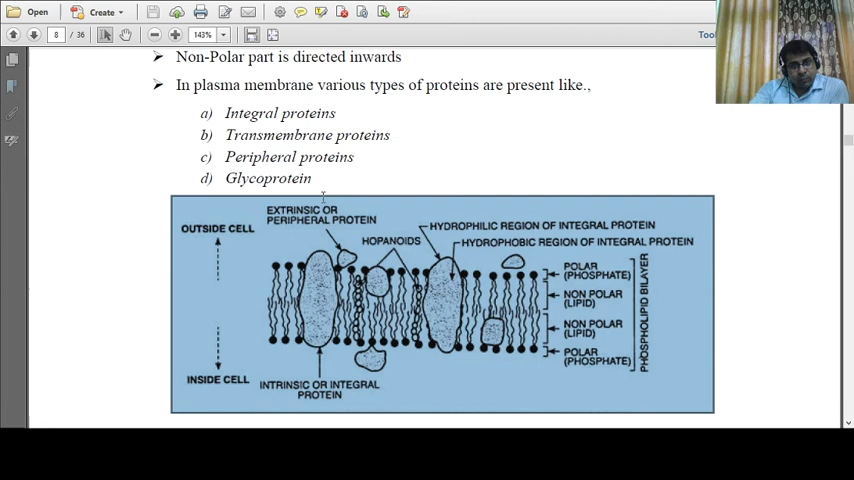 Open
Create
8 / 36
143%
Tool
➢ Non-Polar part is directed inwards
➢ In plasma membrane various types of proteins are present like.,
a) Integral proteins
b) Transmembrane proteins
c) Peripheral proteins
d) Glycoprotein
EXTRINSIC OR
PERIPHERAL PROTEIN
OUTSIDE CELL
HOPANOIDS
HYDROPHILIC REGION OF INTEGRAL PROTEIN
HYDROPHOBIC REGION OF INTEGRAL PROTEIN
POLAR
(PHOSPHATE)
NON POLAR
(LIPID)
NON POLAR
(LIPID)
POLAR
(PHOSPHATE)
PHOSPHOLIPID BILAYER
INSIDE CELL
INTRINSIC OR INTEGRAL
PROTEIN